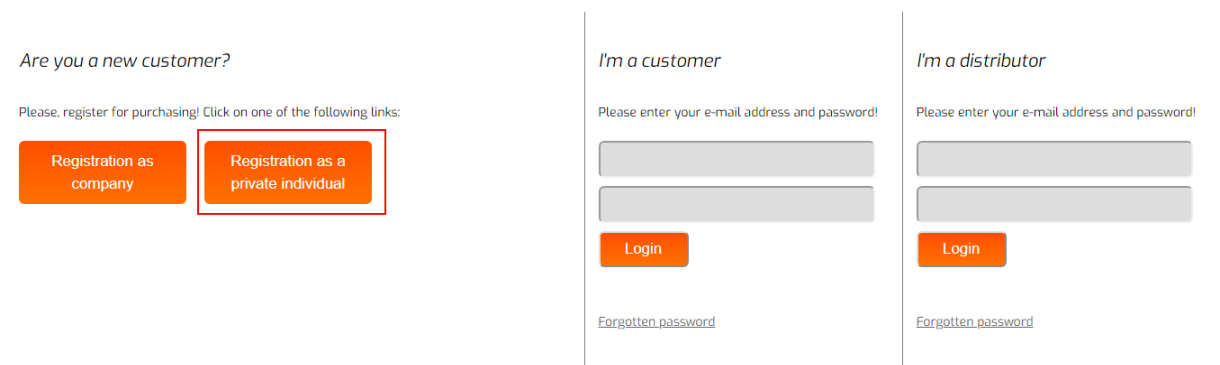 Are you a new customer?
Please, register for purchasing! Click on one of the following links:
Registration as
company
Registration as a
private individual
I'm a customer
Please enter your e-mail address and password!
Login
Forgotten password
I'm a distributor
Please enter your e-mail address and password!
Login
Forgotten password